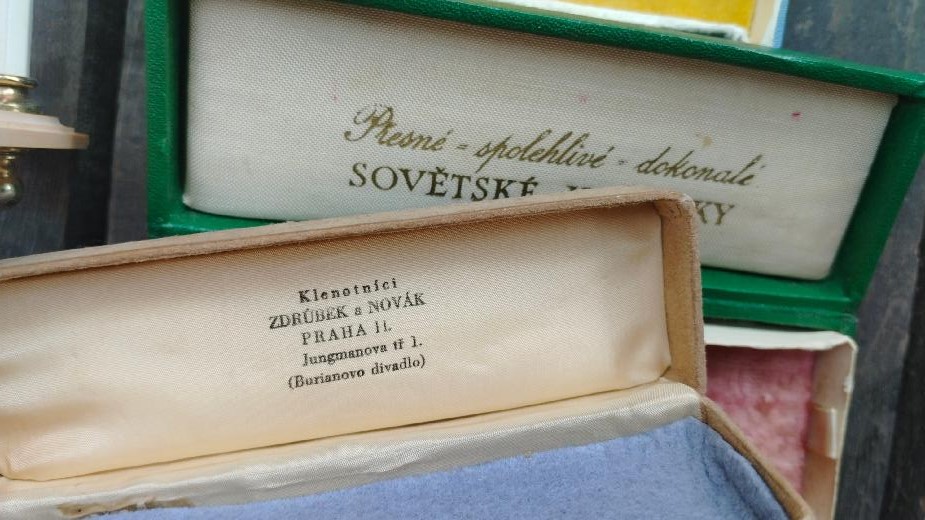 Přesné - spolehlivé - dokonalé
SOVĚTSKÉ
Klenotníci
ZDRŮBEK a NOVÁK
PRAHA II.
Jungmanova tř 1.
(Burianovo divadlo)